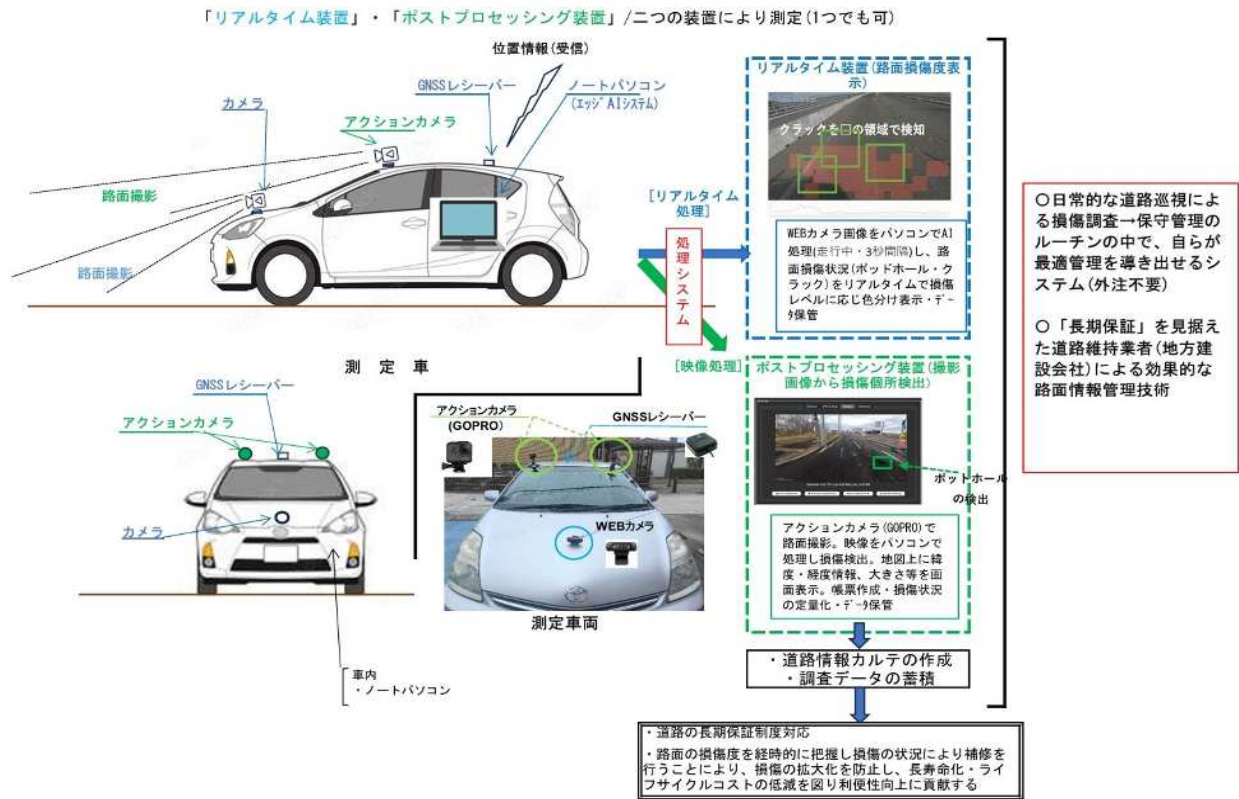 「リアルタイム装置」・「ポストプロセッシング装置」/二つの装置により測定(1つでも可)
位置情報(受信)
GNSSレシーバー
ノートパソコン
(エッジAIシステム)
カメラ
アクションカメラ
路面撮影
路面撮影
[リアルタイム
処理]
処理システム
[映像処理]
リアルタイム装置(路面損傷度表
示)
クラックを□の領域で検知
WEBカメラ画像をパソコンでAI
処理(走行中・3秒間隔)し、路
面損傷状況(ポッドホール・ク
ラック)をリアルタイムで損傷
レベルに応じ色分け表示・デー
タ保管
測 定 車
GNSSレシーバー
アクションカメラ
カメラ
車内
・ノートパソコン
アクションカメラ
(GOPRO)
GNSSレシーバー
WEBカメラ
測定車両
ポストプロセッシング装置(撮影
画像から損傷個所検出)
ポットホール
の検出
アクションカメラ(GOPRO)で
路面撮影。映像をパソコンで
処理し損傷検出。地図上に緯
度・経度情報、大きさ等を画
面表示。帳票作成・損傷状況
の定量化・データ保管
・道路情報カルテの作成
・調査データの蓄積
・道路の長期保証制度対応
・路面の損傷度を経時的に把握し損傷の状況により補修を
行うことにより、損傷の拡大化を防止し、長寿命化・ライ
フサイクルコストの低減を図り利便性向上に貢献する
○日常的な道路巡視によ
る損傷調査→保守管理の
ルーチンの中で、自らが
最適管理を導き出せるシ
ステム(外注不要)
○「長期保証」を見据え
た道路維持業者(地方建
設会社)による効果的な
路面情報管理技術